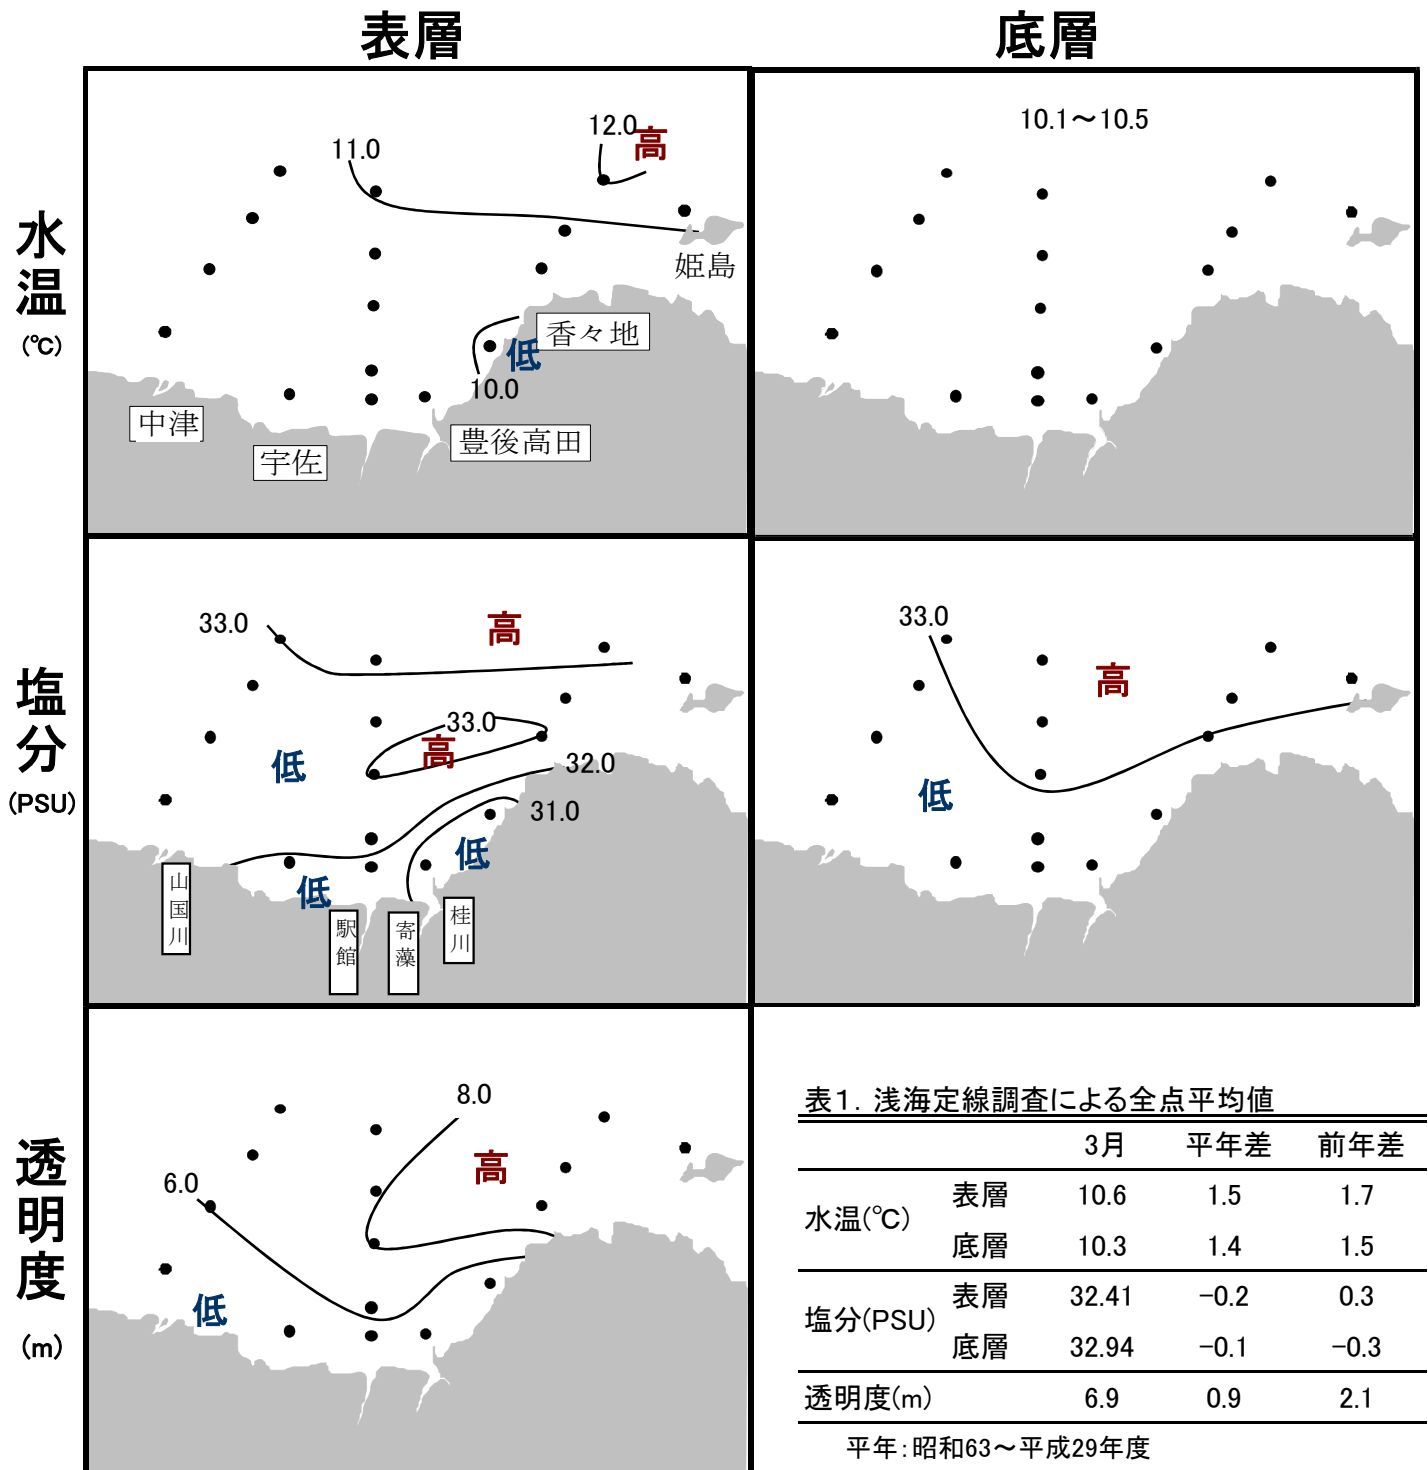 表層
底層
水温
(℃)
11.0
12.0
高
姫島
香々地
低
10.0
中津
宇佐
豊後高田
10.1～10.5
塩分
(PSU)
33.0
高
33.0
高
低
32.0
31.0
低
低
山国川
駅館
寄藻
桂川
33.0
高
低
透明度
(m)
8.0
高
6.0
低
表1. 浅海定線調査による全点平均値
3月 平年差 前年差
水温(℃) 表層 10.6 1.5 1.7
底層 10.3 1.4 1.5
塩分(PSU) 表層 32.41 −0.2 0.3
底層 32.94 −0.1 −0.3
透明度(m) 6.9 0.9 2.1
平年:昭和63～平成29年度